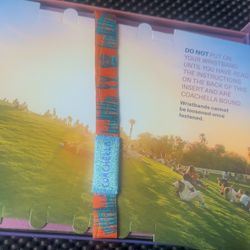 DO NOT PUT ON
YOUR WRISTBAND
UNTIL YOU HAVE READ
THE INSTRUCTIONS
ON THE BACK OF THIS
INSERT AND ARE
COACHELLA BOUND.
Wristbands cannot
be loosened once
fastened.
COACHELLA